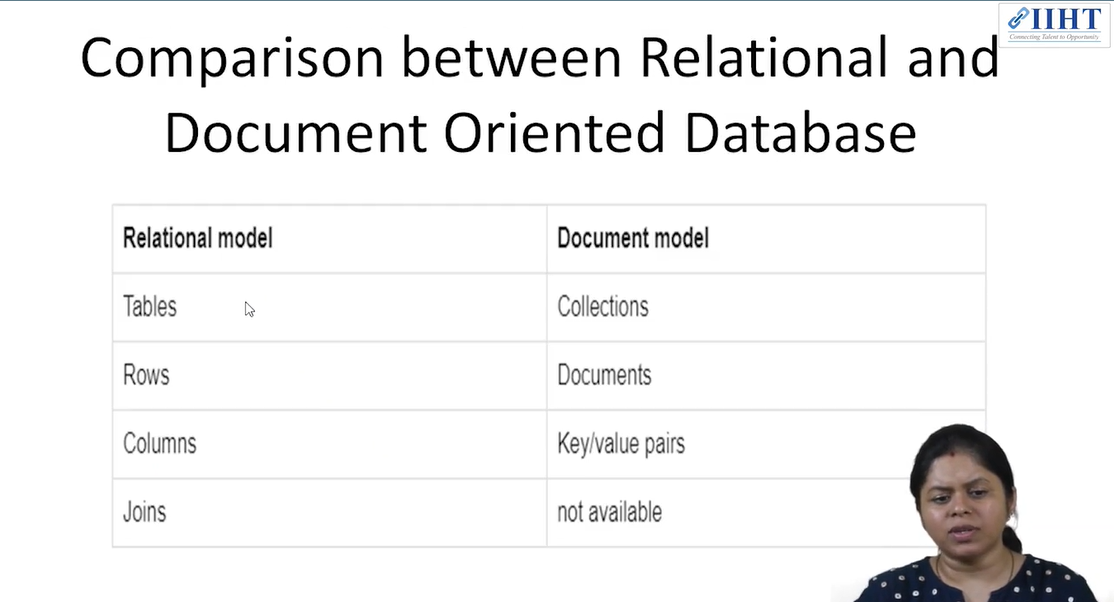 IIHT
Connecting Talent to Opportunity
Comparison between Relational and
Document Oriented Database
Relational model Document model
Tables Collections
Rows Documents
Columns Key/value pairs
Joins not available